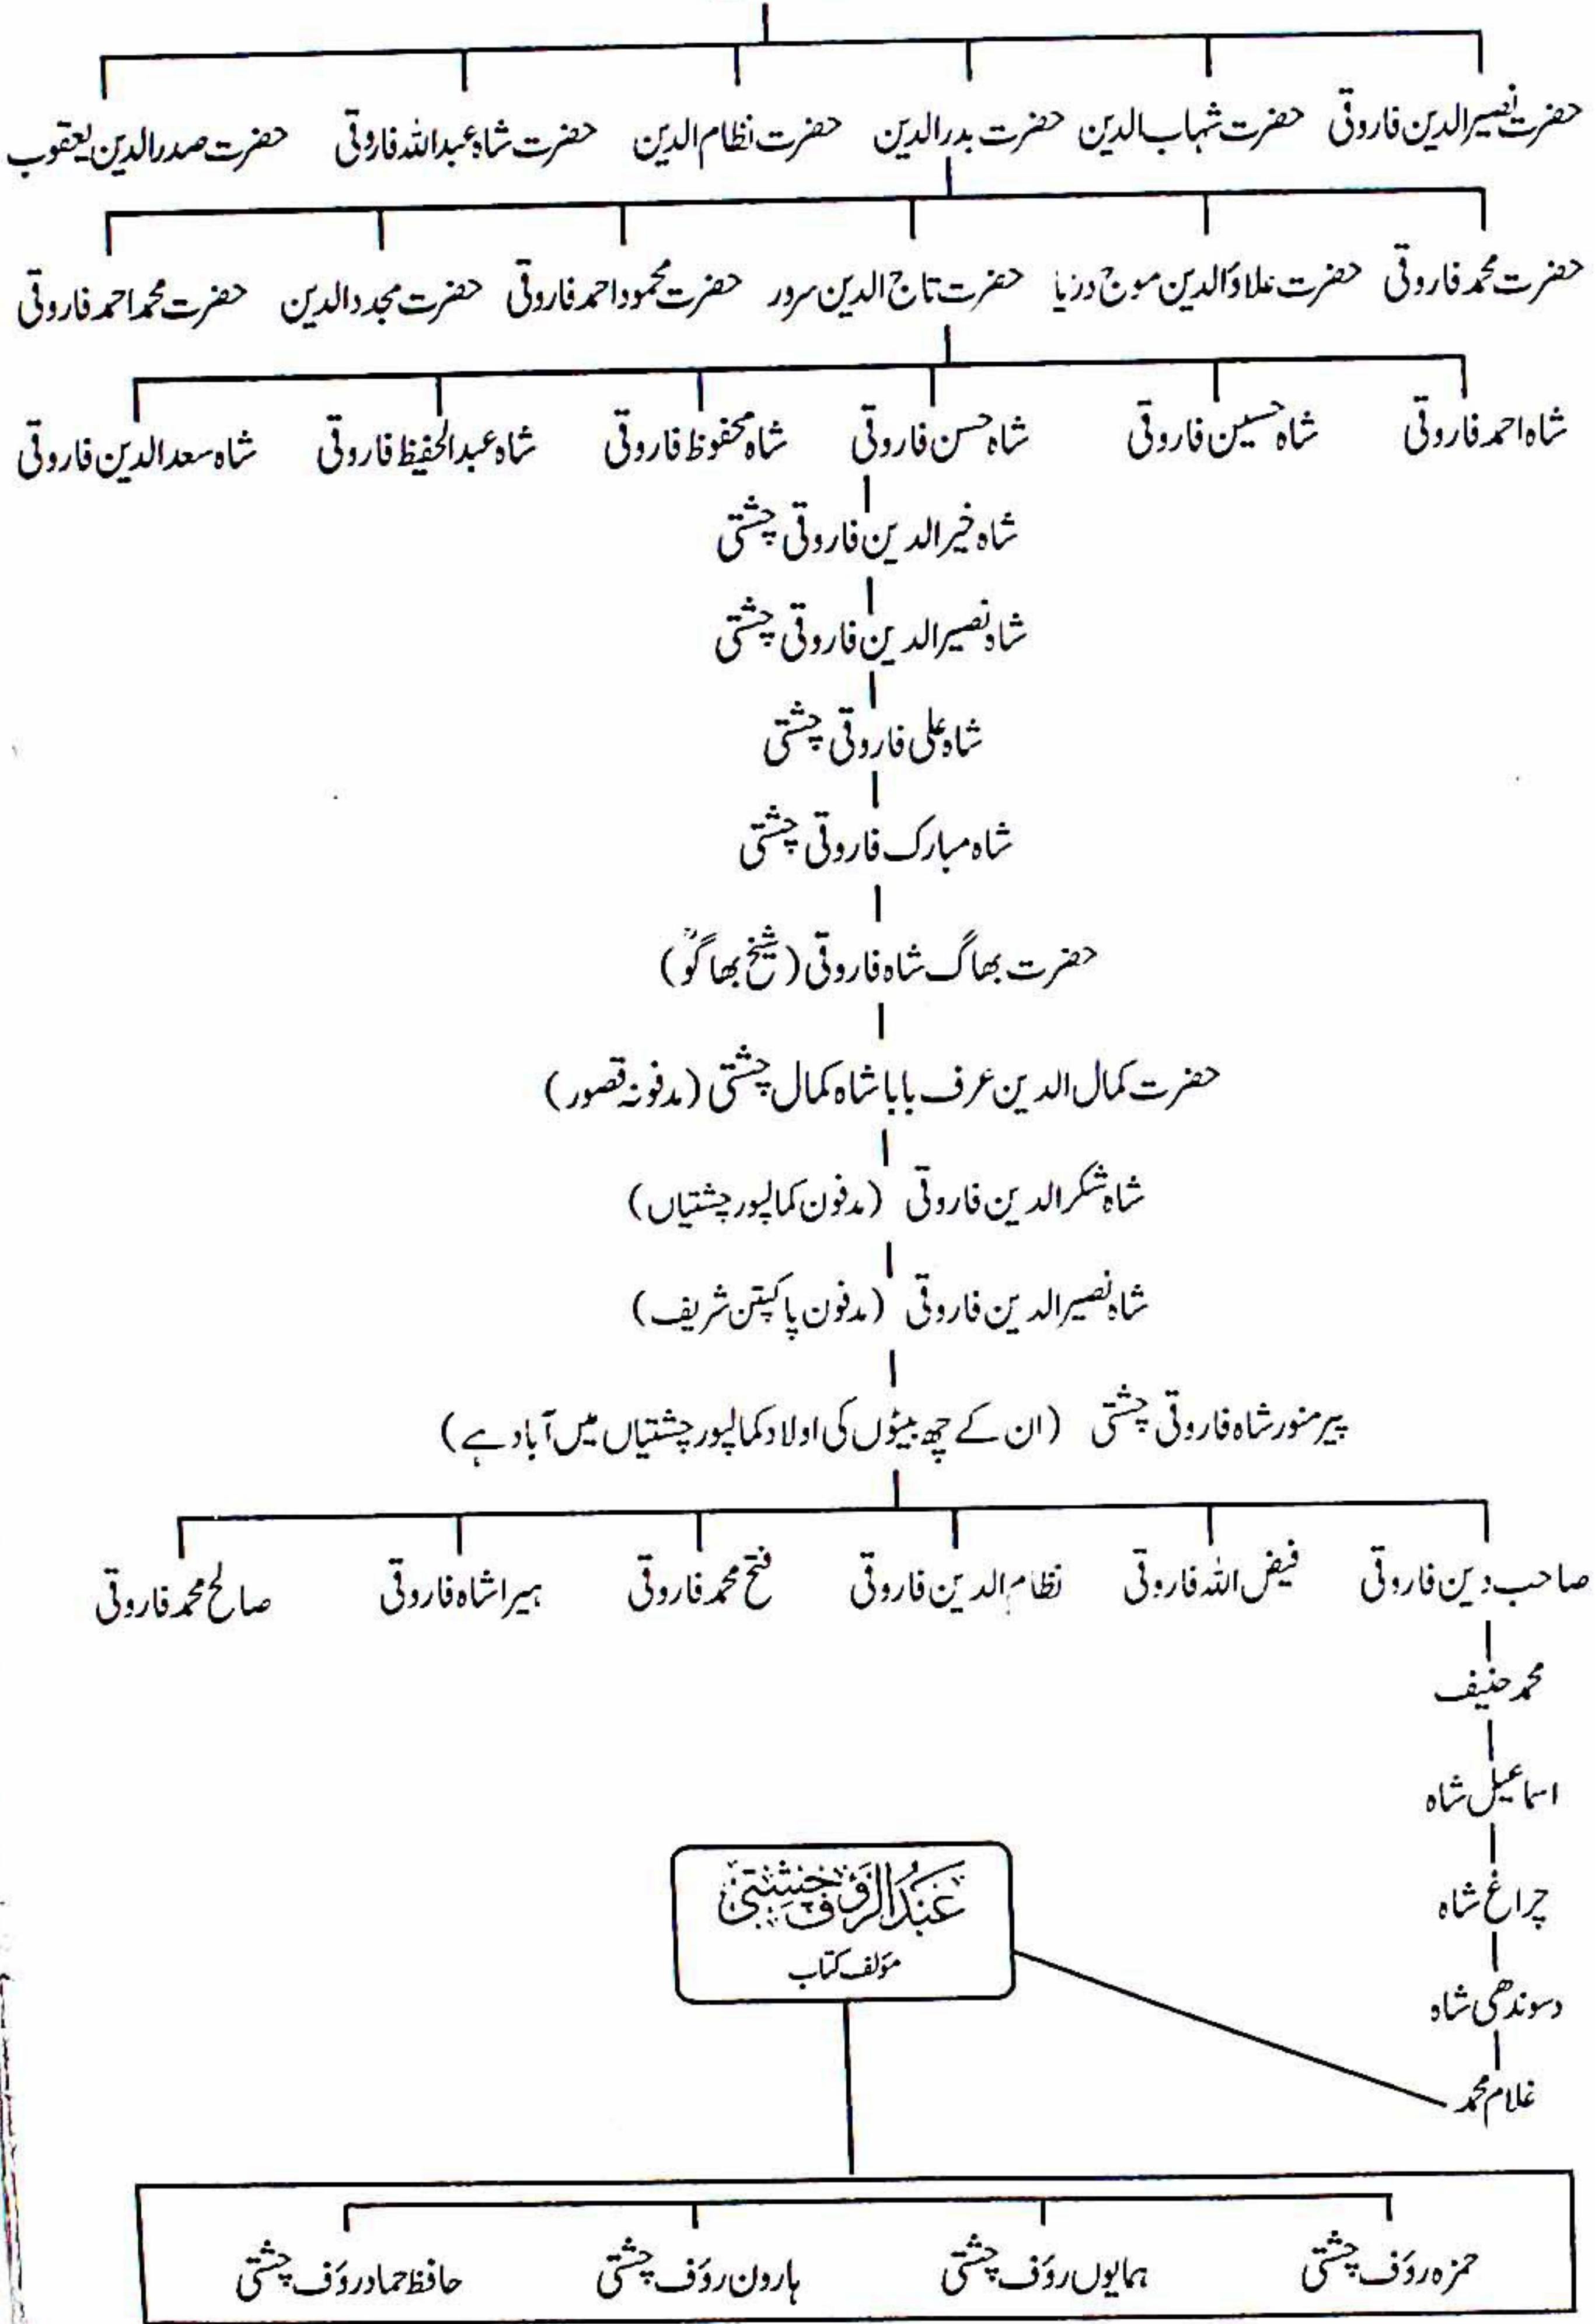 حضرت نصیرالدین فاروقی حضرت شہاب الدین حضرت بدرالدین حضرت نظام الدین حضرت شاہ عبداللہ فاروقی حضرت صدرالدین یعقوب
حضرت محمد فاروقی حضرت علاؤالدین موج دریا حضرت تاج الدین سرور حضرت محمود احمد فاروقی حضرت مجدد الدین حضرت محمد احمد فاروقی
شاہ احمد فاروقی شاہ حسین فاروقی شاہ حسن فاروقی شاہ محفوظ فاروقی شاہ عبدالحفیظ فاروقی شاہ سعد الدین فاروقی
شاہ خیرالدین فاروقی چشتی
شاہ نصیرالدین فاروقی چشتی
شاہ علی فاروقی چشتی
شاہ مبارک فاروقی چشتی
حضرت بھاگ شاہ فاروقی (شیخ بھاگوؒ)
حضرت کمال الدین عرف بابا شاہ کمال چشتی (مدفونہ قصور)
شاہ شکرالدین فاروقی (مدفون کمالپور چشتیاں)
شاہ نصیرالدین فاروقی (مدفون پاکپتن شریف)
پیر منور شاہ فاروقی چشتی (ان کے چھ بیٹوں کی اولاد کمالپور چشتیاں میں آباد ہے)
صاحب دین فاروقی فیض اللہ فاروقی نظام الدین فاروقی فتح محمد فاروقی ہیرا شاہ فاروقی صالح محمد فاروقی
محمد حنیف
اسماعیل شاہ
چراغ شاہ
دسوندھی شاہ
غلام محمد
عبدالرؤف چشتی
مؤلف کتاب
حمزہ رؤف چشتی ہمایوں رؤف چشتی ہارون رؤف چشتی حافظ حماد رؤف چشتی